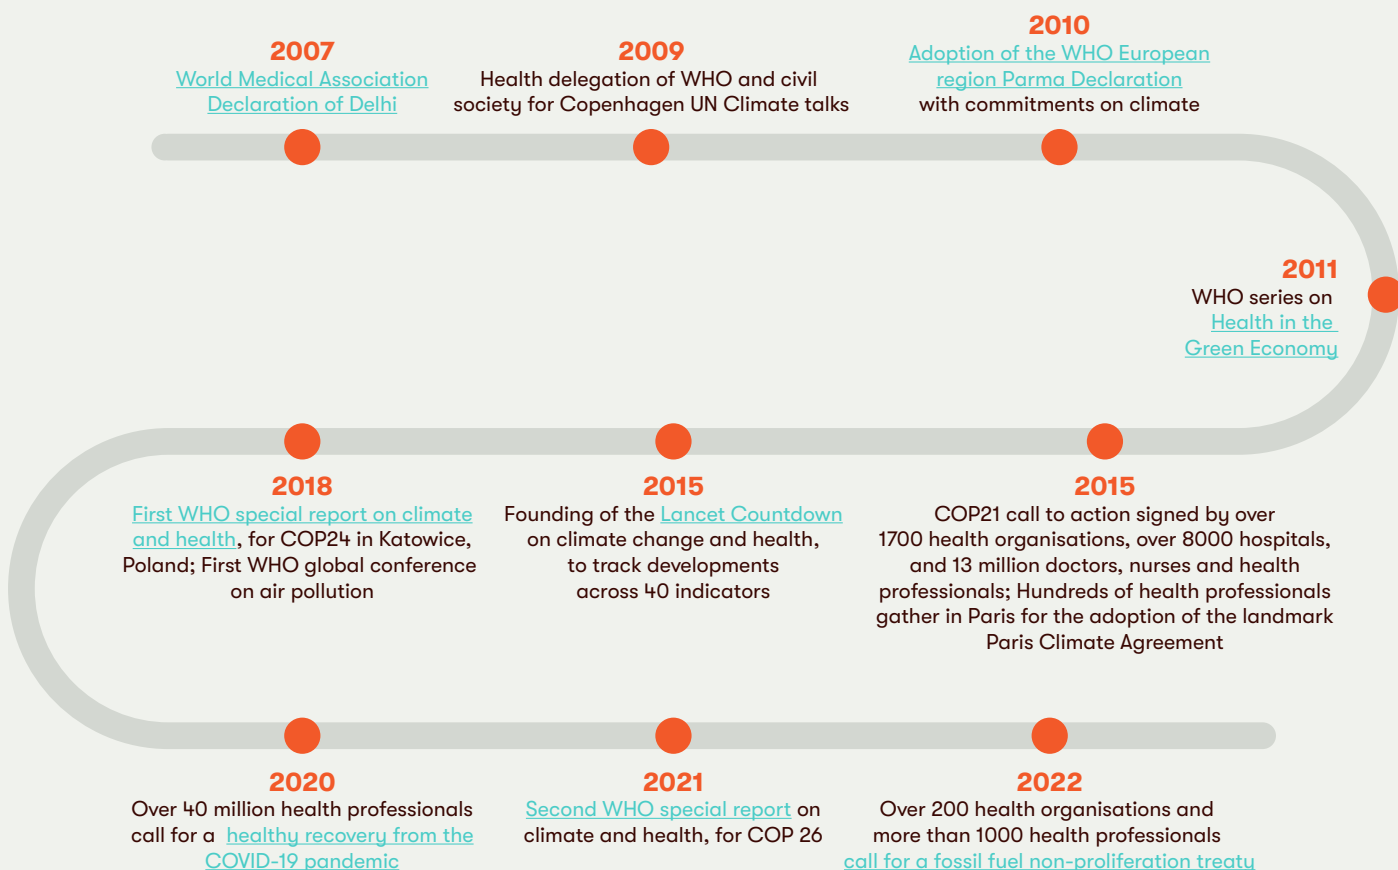 2007
World Medical Association
Declaration of Delhi
2009
Health delegation of WHO and civil
society for Copenhagen UN Climate talks
2010
Adoption of the WHO European
region Parma Declaration
with commitments on climate
2011
WHO series on
Health in the
Green Economy
2015
COP21 call to action signed by over
1700 health organisations, over 8000 hospitals,
and 13 million doctors, nurses and health
professionals; Hundreds of health professionals
gather in Paris for the adoption of the landmark
Paris Climate Agreement
2015
Founding of the Lancet Countdown
on climate change and health,
to track developments
across 40 indicators
2018
First WHO special report on climate
and health, for COP24 in Katowice,
Poland; First WHO global conference
on air pollution
2020
Over 40 million health professionals
call for a healthy recovery from the
COVID-19 pandemic
2021
Second WHO special report on
climate and health, for COP 26
2022
Over 200 health organisations and
more than 1000 health professionals
call for a fossil fuel non-proliferation treaty